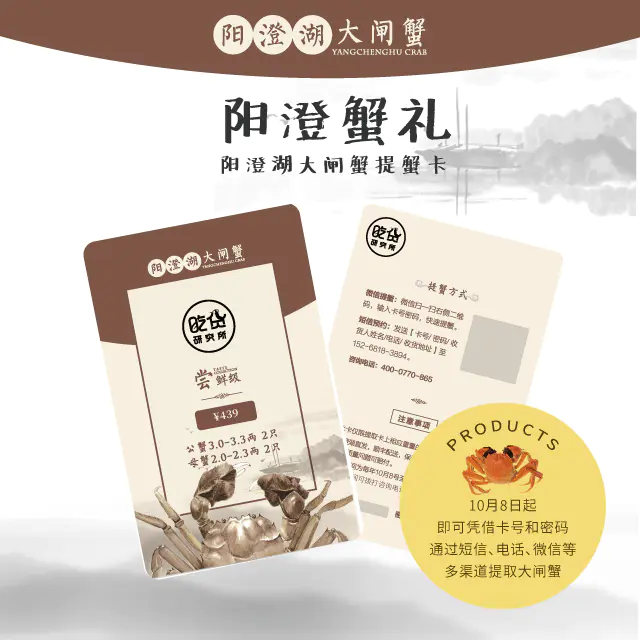 阳澄湖大闸蟹
YANGCHENGHU CRAB
阳澄蟹礼
阳澄湖大闸蟹提蟹卡
阳澄湖大闸蟹
YANGCHENGHU CRAB
吃货
研究所
尝鲜级
¥439
公蟹3.0-3.3两 2只
母蟹2.0-2.3两 2只
吃货
研究所
提蟹方式
微信提蟹：微信扫一扫右侧二维
码，输入卡号密码，快速提蟹。
短信预约：发送【卡号/密码/收
货人姓名/电话/收货地址】至
152-6818-3894。
咨询电话：400-0770-865
注意事项
PRODUCTS
10月8日起
即可凭借卡号和密码
通过短信、电话、微信等
多渠道提取大闸蟹